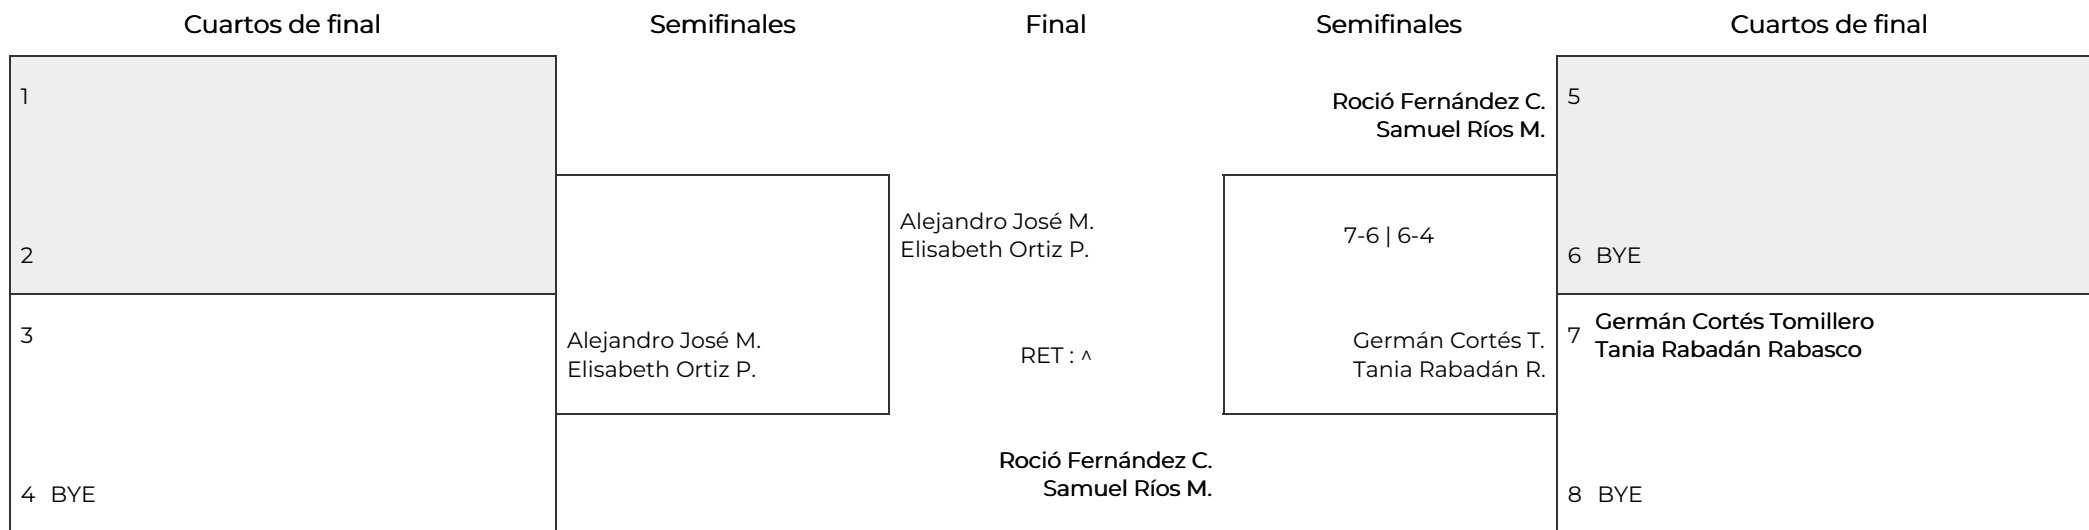 Cuartos de final
Semifinales
Final
Semifinales
Cuartos de final
1
2
3
4 BYE
Alejandro José M.
Elisabeth Ortiz P.
Alejandro José M.
Elisabeth Ortiz P.
RET : ^
Roció Fernández C.
Samuel Ríos M.
Roció Fernández C.
Samuel Ríos M.
7-6 | 6-4
Germán Cortés T.
Tania Rabadán R.
5
6 BYE
7 Germán Cortés Tomillero
Tania Rabadán Rabasco
8 BYE